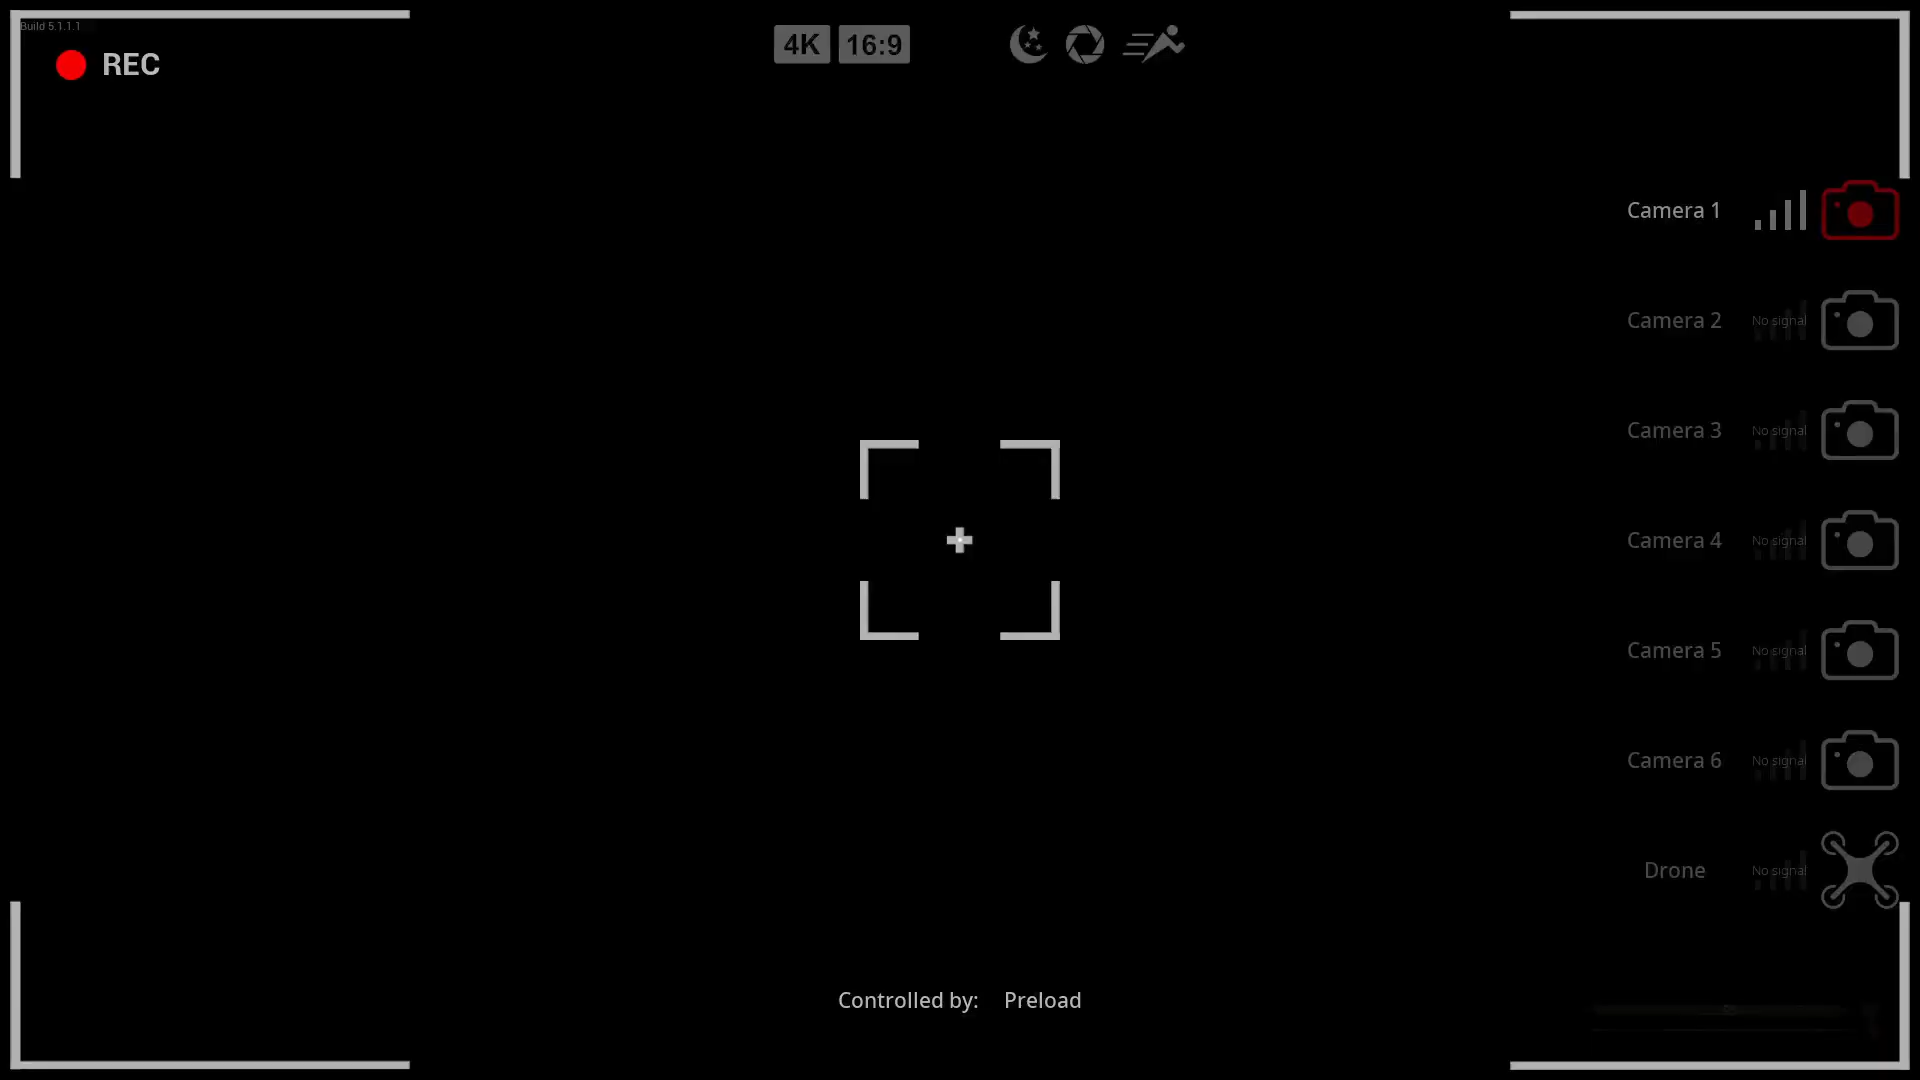 Build 5.1.1.1
REC
4K 16:9
Camera 1
Camera 2 No signal
Camera 3 No signal
Camera 4 No signal
Camera 5 No signal
Camera 6 No signal
Drone No signal
Controlled by: Preload